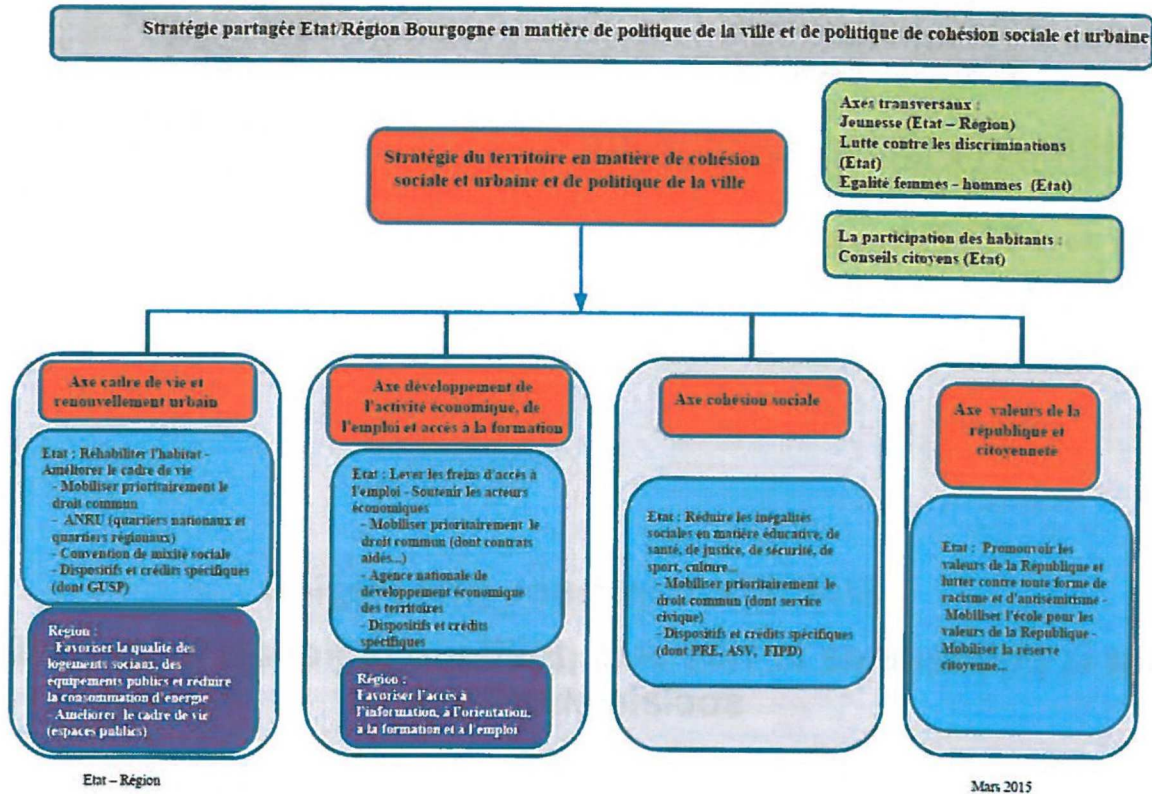 Stratégie partagée Etat/Région Bourgogne en matière de politique de la ville et de politique de cohésion sociale et urbaine
Axes transversaux :
Jeunesse (Etat – Région)
Lutte contre les discriminations
(Etat)
Egalité femmes – hommes (Etat)
Stratégie du territoire en matière de cohésion
sociale et urbaine et de politique de la ville
La participation des habitants :
Conseils citoyens (Etat)
Axe cadre de vie et
renouvellement urbain
Etat : Réhabiliter l'habitat -
Améliorer le cadre de vie
- Mobiliser prioritairement le
droit commun
- ANRU (quartiers nationaux et
quartiers régionaux)
- Convention de mixité sociale
- Dispositifs et crédits spécifiques
(dont GUSP)
Région :
- Favoriser la qualité des
logements sociaux, des
équipements publics et réduire
la consommation d'énergie
- Améliorer le cadre de vie
(espaces publics)
Axe développement de
l'activité économique, de
l'emploi et accès a la formation
Etat : Lever les freins d'accès à
l'emploi - Soutenir les acteurs
économiques
- Mobiliser prioritairement le
droit commun (dont contrats
aidés...)
- Agence nationale de
développement économique
des territoires
- Dispositifs et crédits
spécifiques
Région :
Favoriser l'accès à
l'information, à l'orientation,
à la formation et à l'emploi
Axe cohésion sociale
Etat : Réduire les inégalités
sociales en matière éducative, de
santé, de justice, de sécurité, de
sport, culture...
- Mobiliser prioritairement le
droit commun (dont service
civique)
- Dispositifs et crédits spécifiques
(dont PRE, ASV, FIPD)
Axe valeurs de la
république et
citoyenneté
Etat : Promouvoir les
valeurs de la République et
lutter contre toute forme de
racisme et d'antisémitisme -
Mobiliser l'école pour les
valeurs de la République -
Mobiliser la réserve
citoyenne...
Etat – Région
Mars 2015